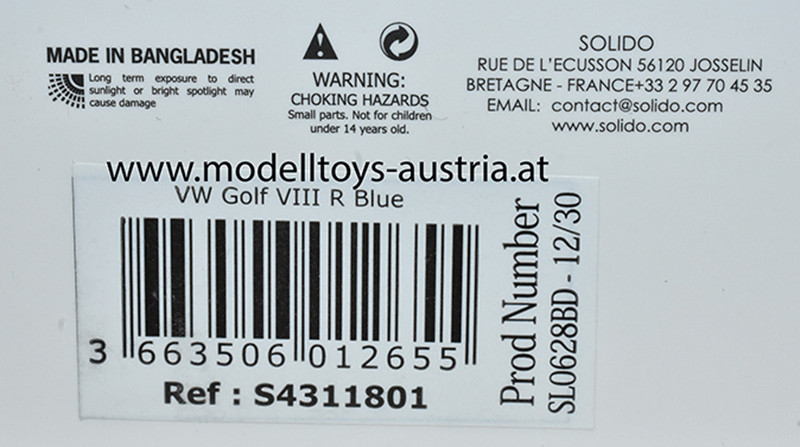 MADE IN BANGLADESH
Long term exposure to direct
sunlight or bright spotlight may
cause damage
WARNING:
CHOKING HAZARDS
Small parts. Not for children
under 14 years old.
SOLIDO
RUE DE L'ECUSSON 56120 JOSSELIN
BRETAGNE - FRANCE+33 2 97 70 45 35
EMAIL: contact@solido.com
www.solido.com
www.modelltoys-austria.at
VW Golf VIII R Blue
3 663506 012655
Ref : S4311801
Prod Number
SL0628BD - 12/30